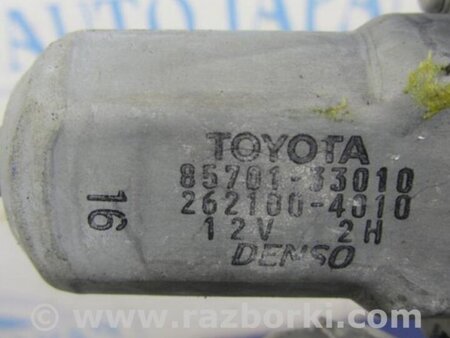 TOYOTA
85701-33010
262100-4010
12V 2H
DENSO
16
© www.razborki.com